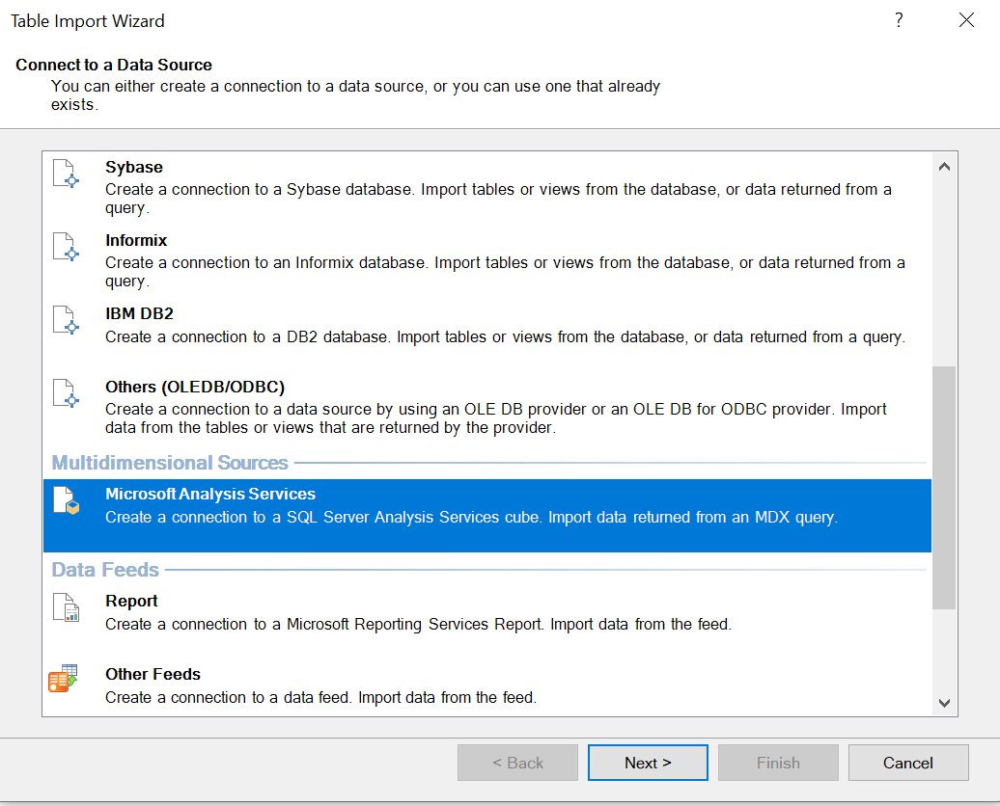 Table Import Wizard
?
Connect to a Data Source
You can either create a connection to a data source, or you can use one that already
exists.
Sybase
Create a connection to a Sybase database. Import tables or views from the database, or data returned from a
query.
Informix
Create a connection to an Informix database. Import tables or views from the database, or data returned from a
query.
IBM DB2
Create a connection to a DB2 database. Import tables or views from the database, or data returned from a query.
Others (OLEDB/ODBC)
Create a connection to a data source by using an OLE DB provider or an OLE DB for ODBC provider. Import
data from the tables or views that are returned by the provider.
Multidimensional Sources
Microsoft Analysis Services
Create a connection to a SQL Server Analysis Services cube. Import data returned from an MDX query.
Data Feeds
Report
Create a connection to a Microsoft Reporting Services Report. Import data from the feed.
Other Feeds
Create a connection to a data feed. Import data from the feed.
< Back
Next >
Finish
Cancel